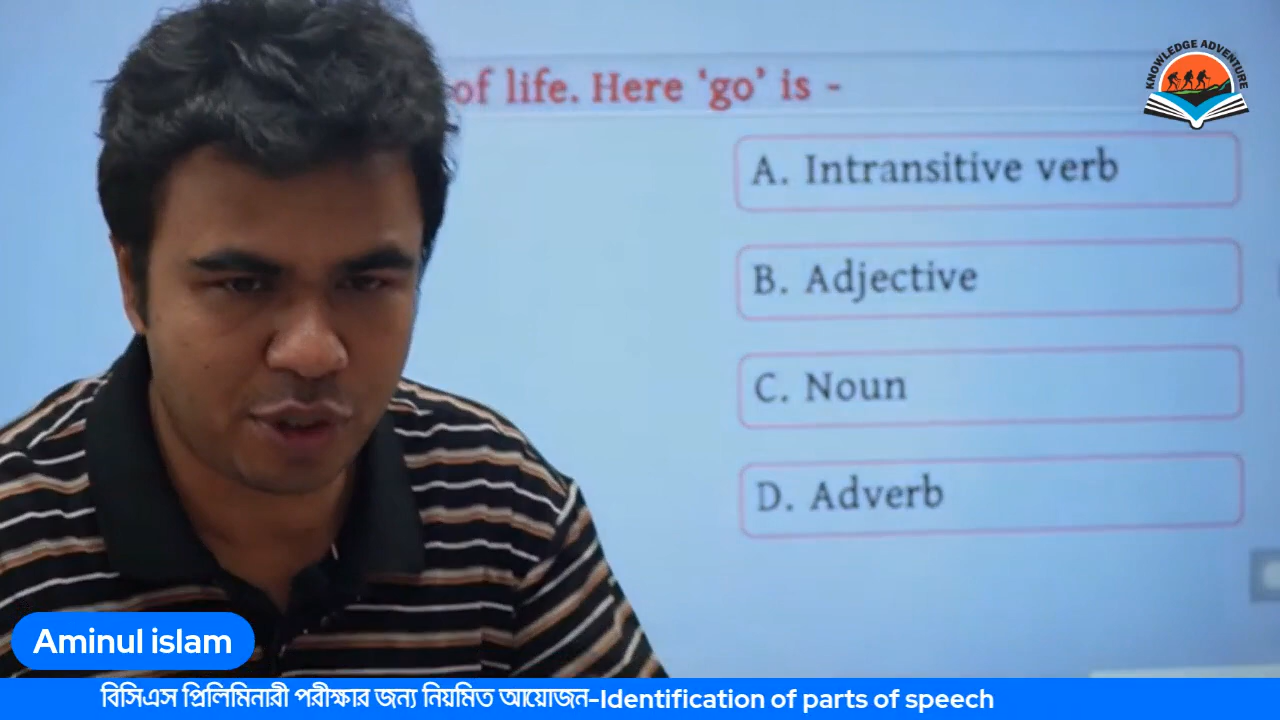 of life. Here ‘go’ is -
KNOWLEDGE ADVENTURE
A. Intransitive verb
B. Adjective
C. Noun
D. Adverb
Aminul islam
বিসিএস প্রিলিমিনারী পরীক্ষার জন্য নিয়মিত আয়োজন-Identification of parts of speech